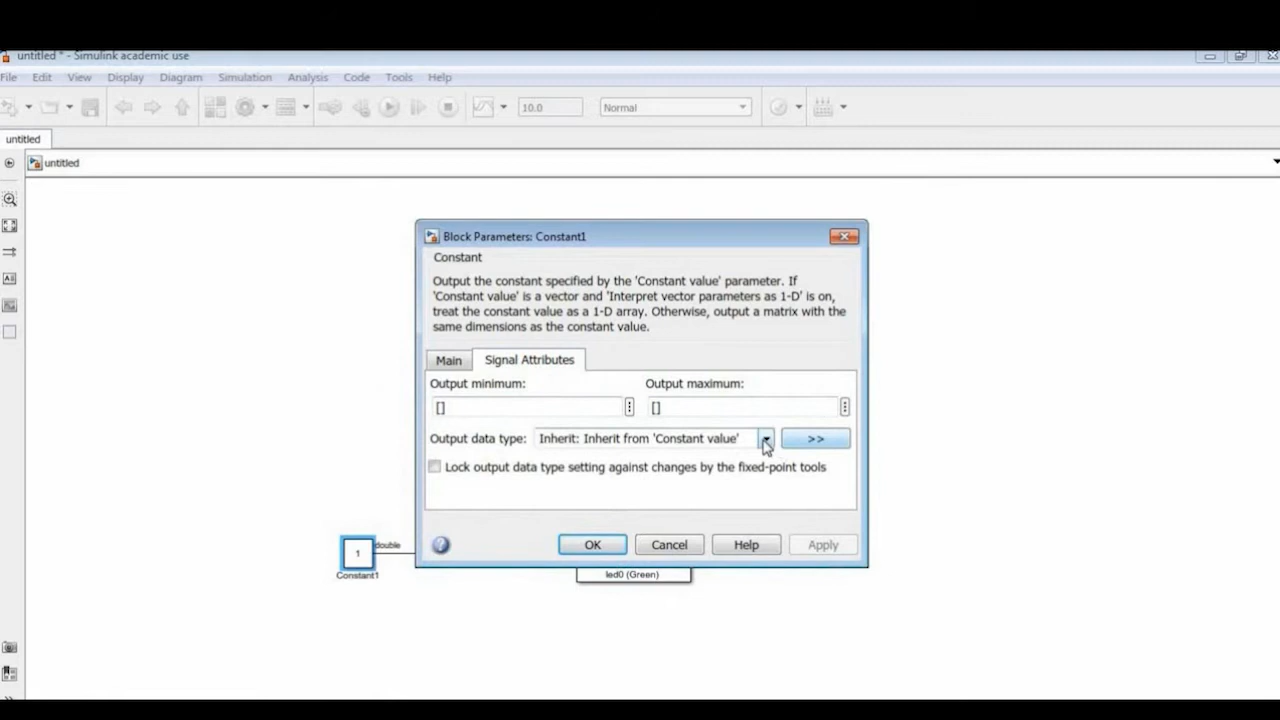 untitled * - Simulink academic use
File Edit View Display Diagram Simulation Analysis Code Tools Help
10.0 Normal
untitled
untitled
Block Parameters: Constant1
Constant
Output the constant specified by the 'Constant value' parameter. If
'Constant value' is a vector and 'Interpret vector parameters as 1-D' is on,
treat the constant value as a 1-D array. Otherwise, output a matrix with the
same dimensions as the constant value.
Main Signal Attributes
Output minimum: Output maximum:
[] []
Output data type: Inherit: Inherit from 'Constant value' >>
Lock output data type setting against changes by the fixed-point tools
OK Cancel Help Apply
1 double
Constant1
led0 (Green)